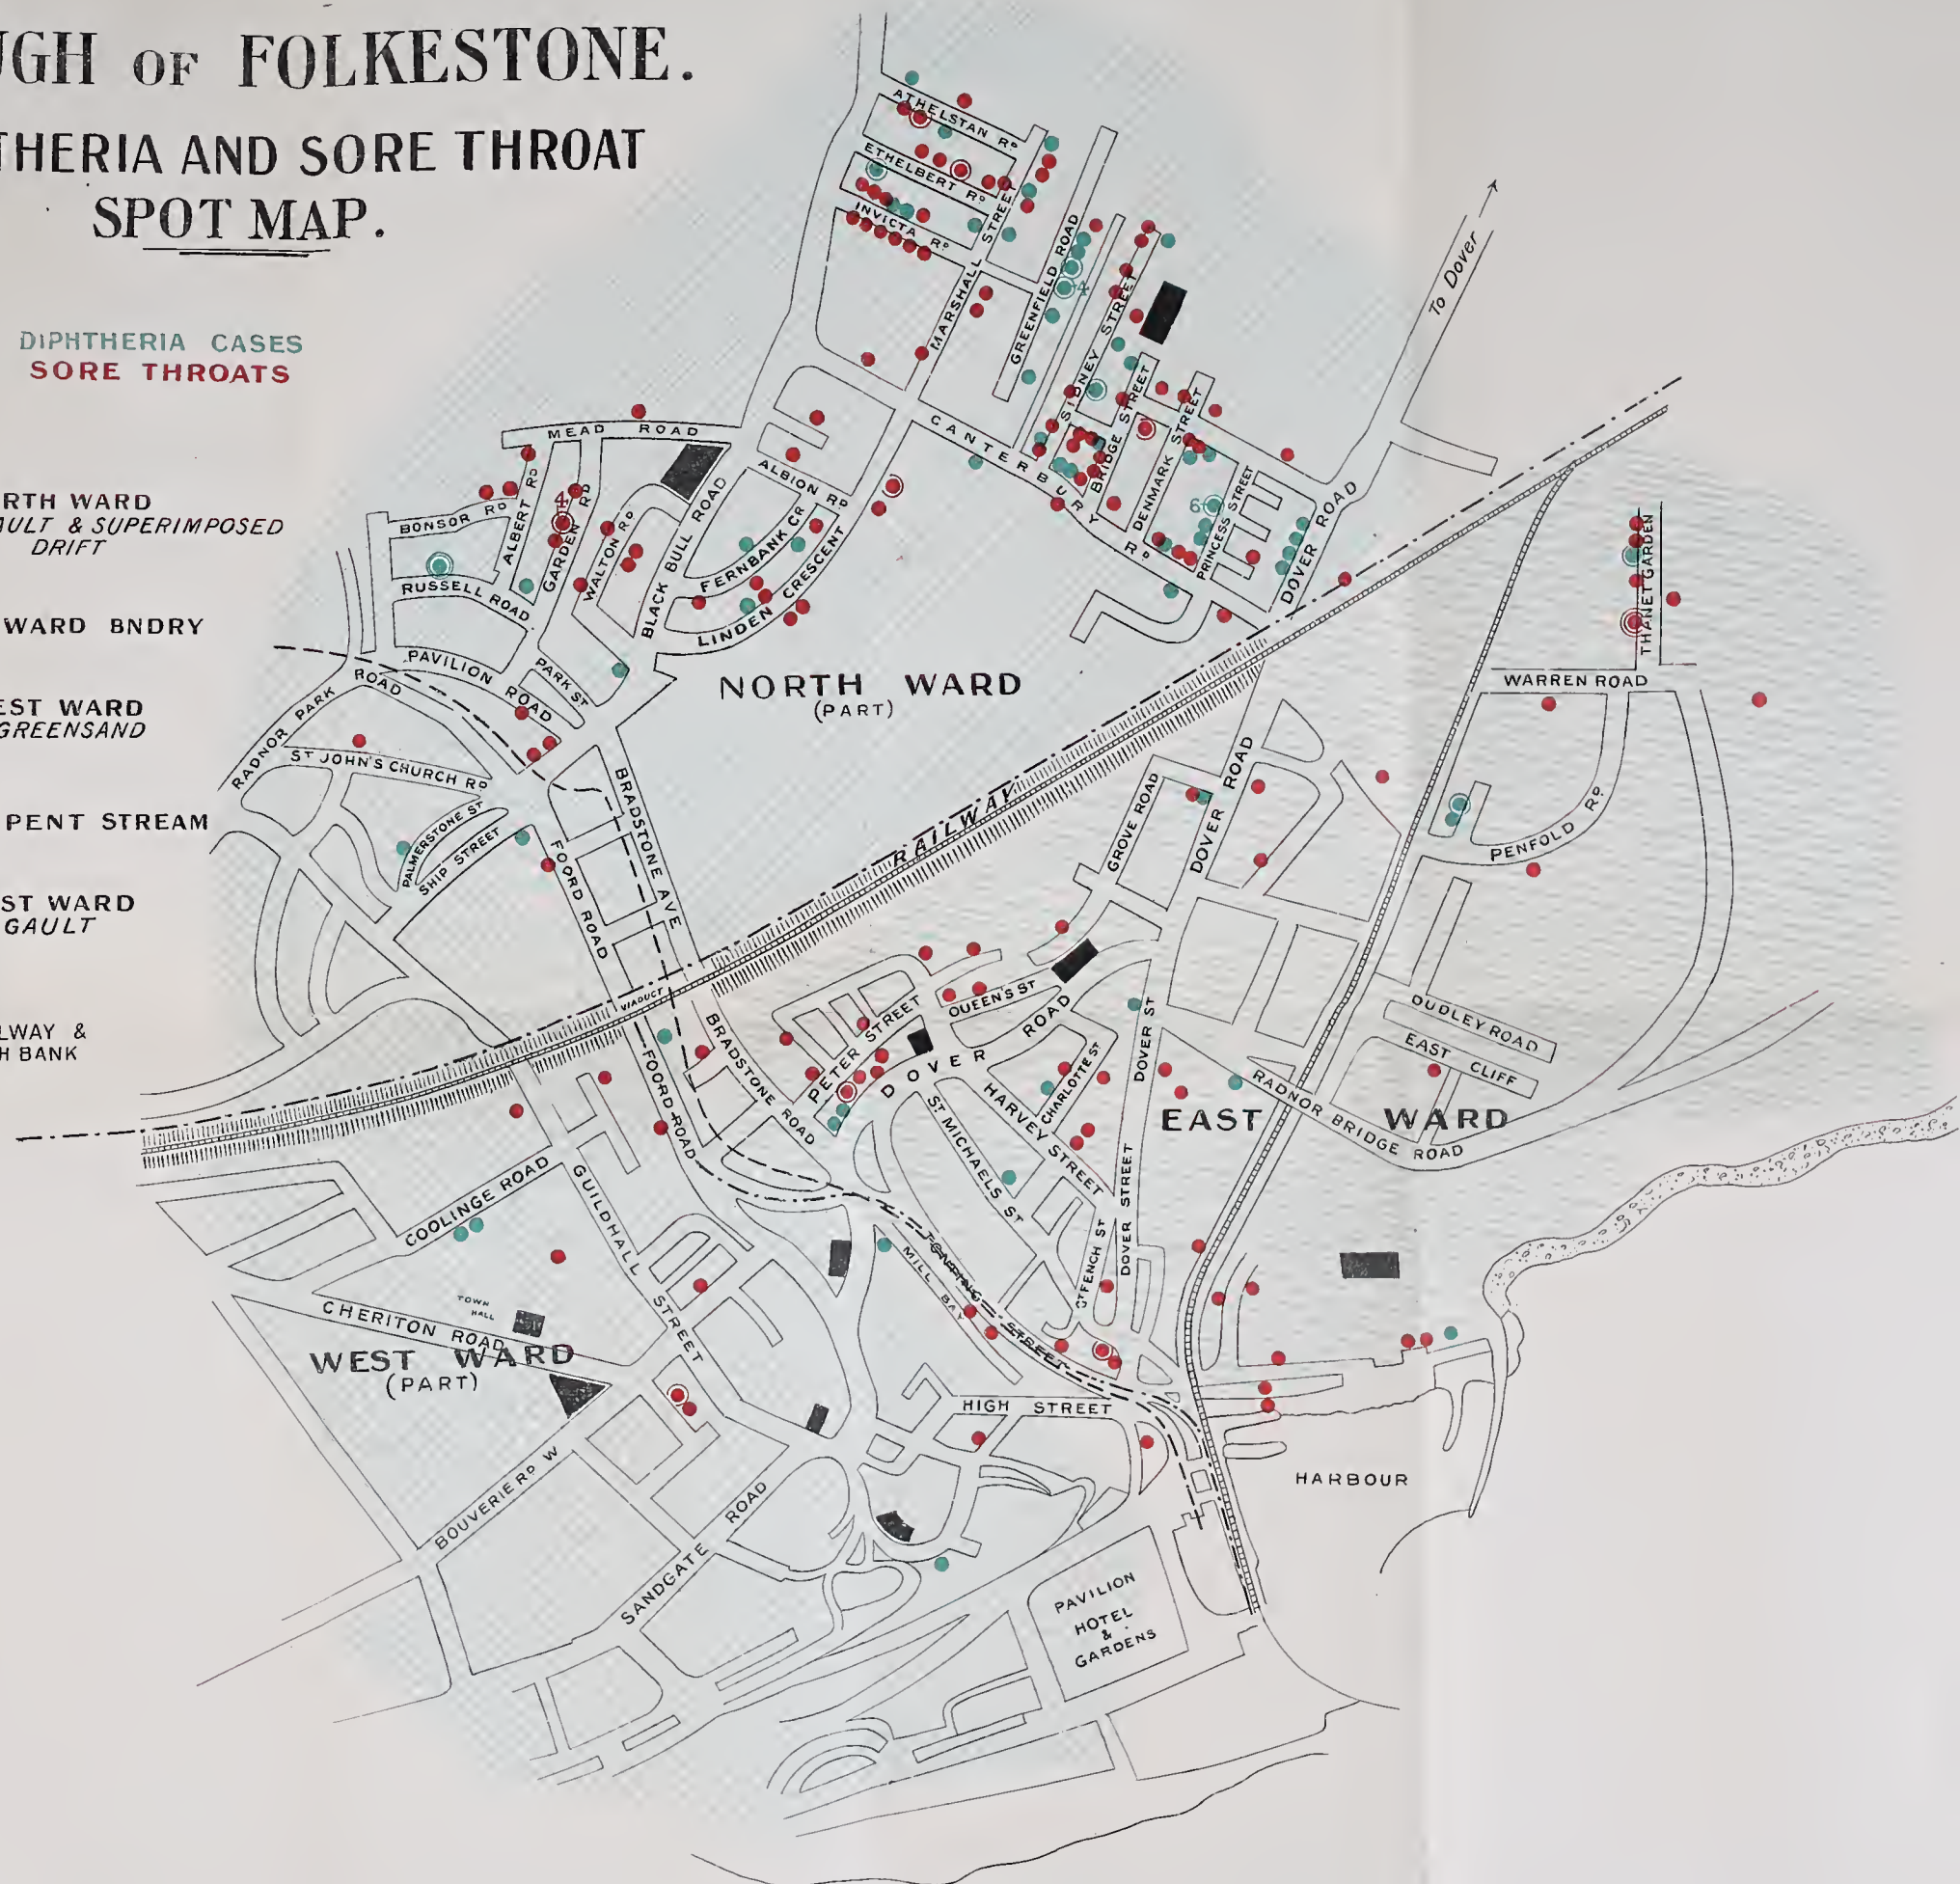 UGH OF FOLKESTONE.
THERIA AND SORE THROAT
SPOT MAP.
DIPHTHERIA CASES
SORE THROATS
RTH WARD
AULT & SUPERIMPOSED
DRIFT
WARD BNDRY
EST WARD
GREENSAND
PENT STREAM
ST WARD
GAULT
LWAY &
H BANK
ATHELSTAN RD
ETHELBERT RD
INVICTA RD
MARSHALL STREET
GREENFIELD ROAD
4
SIDNEY STREET
BRIDGE STREET
DENMARK STREET
6
PRINCESS STREET
DOVER ROAD
To Dover
CANTERBURY RD
MEAD ROAD
ALBION RD
BONSOR RD
ALBERT RD
4
GARDEN RD
WALTON RD
BLACK BULL ROAD
FERNBANK CR
LINDEN CRESCENT
RUSSELL ROAD
PAVILION ROAD
PARK ST
RADNOR PARK ROAD
ST JOHN'S CHURCH RD
PALMERSTONE ST
SHIP STREET
FOORD ROAD
BRADSTONE AVE
NORTH WARD
(PART)
RAILWAY
VIADUCT
THANET GARDEN
WARREN ROAD
PENFOLD RD
GROVE ROAD
DOVER ROAD
DUDLEY ROAD
EAST CLIFF
RADNOR BRIDGE ROAD
EAST WARD
QUEEN'S ST
PETER STREET
DOVER ROAD
BRADSTONE ROAD
FOORD ROAD
HARVEY STREET
CHARLOTTE ST
DOVER ST
DOVER STREET
ST MICHAELS ST
FENCH ST
TONTINE STREET
MILL BAY
HIGH STREET
COOLINGE ROAD
GUILDHALL STREET
TOWN
HALL
CHERITON ROAD
WEST WARD
(PART)
BOUVERIE RD W
SANDGATE ROAD
HARBOUR
PAVILION
HOTEL
&
GARDENS